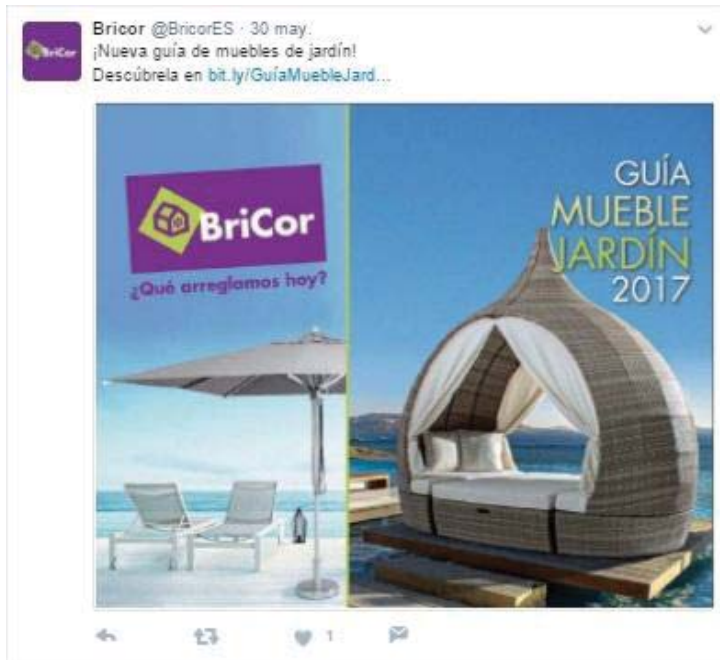 Bricor @BricorES · 30 may.
¡Nueva guía de muebles de jardín!
Descúbrela en bit.ly/GuíaMuebleJard...
BriCor
BriCor
¿Qué arreglamos hoy?
GUÍA
MUEBLE
JARDÍN
2017
1